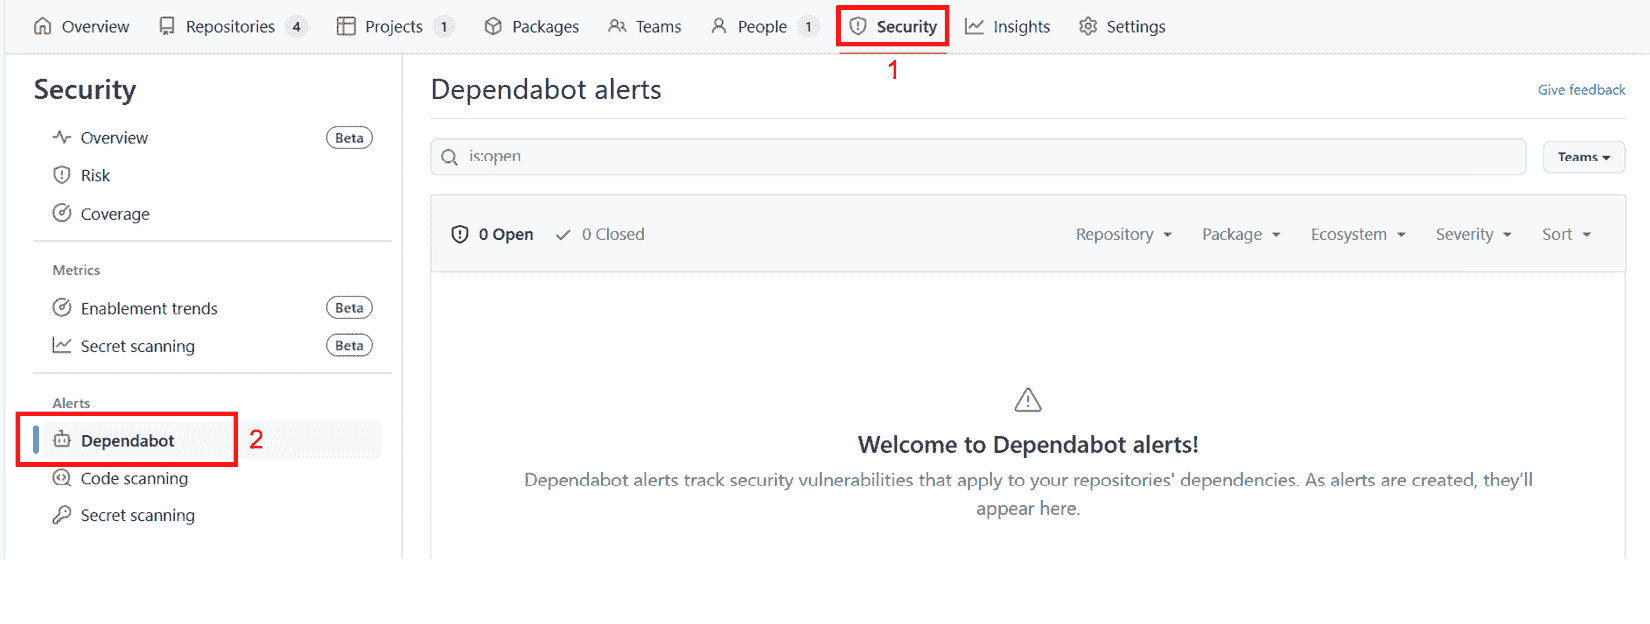 Overview Repositories 4 Projects 1 Packages Teams People 1 Security Insights Settings
1
Security
Overview Beta
Risk
Coverage
Metrics
Enablement trends Beta
Secret scanning Beta
Alerts
Dependabot 2
Code scanning
Secret scanning
Dependabot alerts Give feedback
is:open Teams
0 Open 0 Closed Repository Package Ecosystem Severity Sort
Welcome to Dependabot alerts!
Dependabot alerts track security vulnerabilities that apply to your repositories' dependencies. As alerts are created, they'll
appear here.